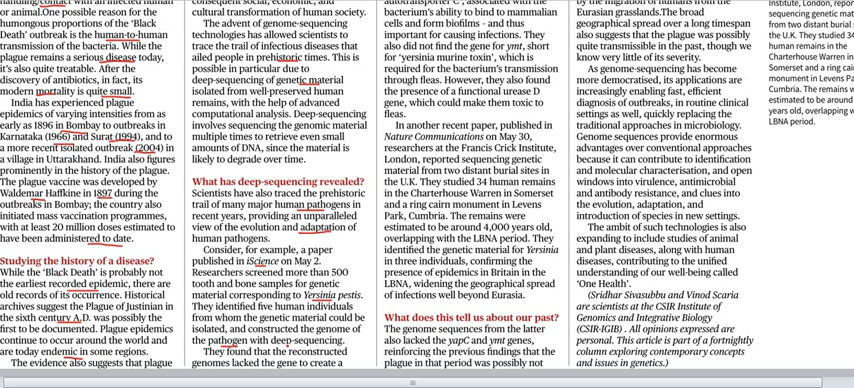 handling/contact with an infected human
or animal.One possible reason for the
humongous proportions of the 'Black
Death' outbreak is the human-to-human
transmission of the bacteria. While the
plague remains a serious disease today,
it's also quite treatable. After the
discovery of antibiotics, in fact, its
modern mortality is quite small.
India has experienced plague
epidemics of varying intensities from as
early as 1896 in Bombay to outbreaks in
Karnataka (1966) and Surat (1994), and to
a more recent isolated outbreak (2004) in
a village in Uttarakhand. India also figures
prominently in the history of the plague.
The plague vaccine was developed by
Waldemar Haffkine in 1897 during the
outbreaks in Bombay; the country also
initiated mass vaccination programmes,
with at least 20 million doses estimated to
have been administered to date.
Studying the history of a disease?
While the 'Black Death' is probably not
the earliest recorded epidemic, there are
old records of its occurrence. Historical
archives suggest the Plague of Justinian in
the sixth century A.D. was possibly the
first to be documented. Plague epidemics
continue to occur around the world and
are today endemic in some regions.
The evidence also suggests that plague
consequent social, economic, and
cultural transformation of human society.
The advent of genome-sequencing
technologies has allowed scientists to
trace the trail of infectious diseases that
ailed people in prehistoric times. This is
possible in particular due to
deep-sequencing of genetic material
isolated from well-preserved human
remains, with the help of advanced
computational analysis. Deep-sequencing
involves sequencing the genomic material
multiple times to retrieve even small
amounts of DNA, since the material is
likely to degrade over time.
What has deep-sequencing revealed?
Scientists have also traced the prehistoric
trail of many major human pathogens in
recent years, providing an unparalleled
view of the evolution and adaptation of
human pathogens.
Consider, for example, a paper
published in iScience on May 2.
Researchers screened more than 500
tooth and bone samples for genetic
material corresponding to Yersinia pestis.
They identified five human individuals
from whom the genetic material could be
isolated, and constructed the genome of
the pathogen with deep-sequencing.
They found that the reconstructed
genomes lacked the gene to create a
autotransporter C', associated with the
bacterium's ability to bind to mammalian
cells and form biofilms – and thus
important for causing infections. They
also did not find the gene for ymt, short
for 'yersinia murine toxin', which is
required for the bacterium's transmission
through fleas. However, they also found
the presence of a functional urease D
gene, which could make them toxic to
fleas.
In another recent paper, published in
Nature Communications on May 30,
researchers at the Francis Crick Institute,
London, reported sequencing genetic
material from two distant burial sites in
the U.K. They studied 34 human remains
in the Charterhouse Warren in Somerset
and a ring cairn monument in Levens
Park, Cumbria. The remains were
estimated to be around 4,000 years old,
overlapping with the LBNA period. They
identified the genetic material for Yersinia
in three individuals, confirming the
presence of epidemics in Britain in the
LBNA, widening the geographical spread
of infections well beyond Eurasia.
What does this tell us about our past?
The genome sequences from the latter
also lacked the yapC and ymt genes,
reinforcing the previous findings that the
plague in that period was possibly not
by the migration of humans from the
Eurasian grasslands.The broad
geographical spread over a long timespan
also suggests that the plague was possibly
quite transmissible in the past, though we
know very little of its severity.
As genome-sequencing has become
more democratised, its applications are
increasingly enabling fast, efficient
diagnosis of outbreaks, in routine clinical
settings as well, quickly replacing the
traditional approaches in microbiology.
Genome sequences provide enormous
advantages over conventional approaches
because it can contribute to identification
and molecular characterisation, and open
windows into virulence, antimicrobial
and antibody resistance, and clues into
the evolution, adaptation, and
introduction of species in new settings.
The ambit of such technologies is also
expanding to include studies of animal
and plant diseases, along with human
diseases, contributing to the unified
understanding of our well-being called
'One Health'.
(Sridhar Sivasubbu and Vinod Scaria
are scientists at the CSIR Institute of
Genomics and Integrative Biology
(CSIR-IGIB) . All opinions expressed are
personal. This article is part of a fortnightly
column exploring contemporary concepts
and issues in genetics.)
Institute, London, repor
sequencing genetic mat
from two distant burial s
the U.K. They studied 34
human remains in the
Charterhouse Warren in
Somerset and a ring cai
monument in Levens Pa
Cumbria. The remains w
estimated to be around
years old, overlapping w
LBNA period.